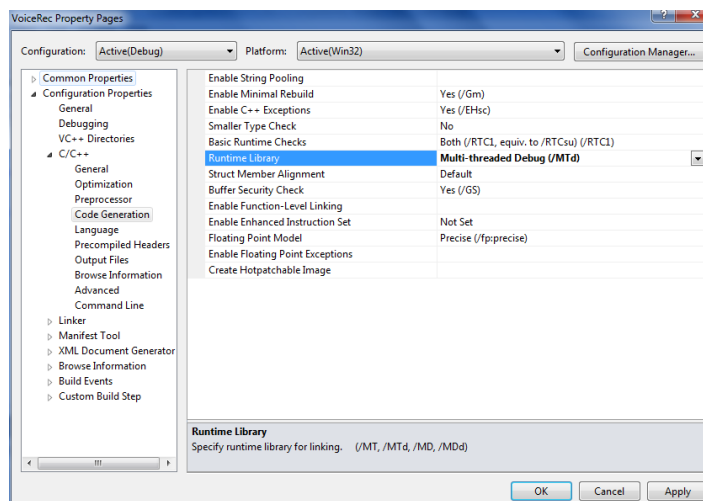 VoiceRec Property Pages
Configuration: Active(Debug) Platform: Active(Win32) Configuration Manager...
Common Properties
Configuration Properties
General
Debugging
VC++ Directories
C/C++
General
Optimization
Preprocessor
Code Generation
Language
Precompiled Headers
Output Files
Browse Information
Advanced
Command Line
Linker
Manifest Tool
XML Document Generator
Browse Information
Build Events
Custom Build Step
Enable String Pooling
Enable Minimal Rebuild Yes (/Gm)
Enable C++ Exceptions Yes (/EHsc)
Smaller Type Check No
Basic Runtime Checks Both (/RTC1, equiv. to /RTCsu) (/RTC1)
Runtime Library Multi-threaded Debug (/MTd)
Struct Member Alignment Default
Buffer Security Check Yes (/GS)
Enable Function-Level Linking
Enable Enhanced Instruction Set Not Set
Floating Point Model Precise (/fp:precise)
Enable Floating Point Exceptions
Create Hotpatchable Image
Runtime Library
Specify runtime library for linking. (/MT, /MTd, /MD, /MDd)
OK Cancel Apply